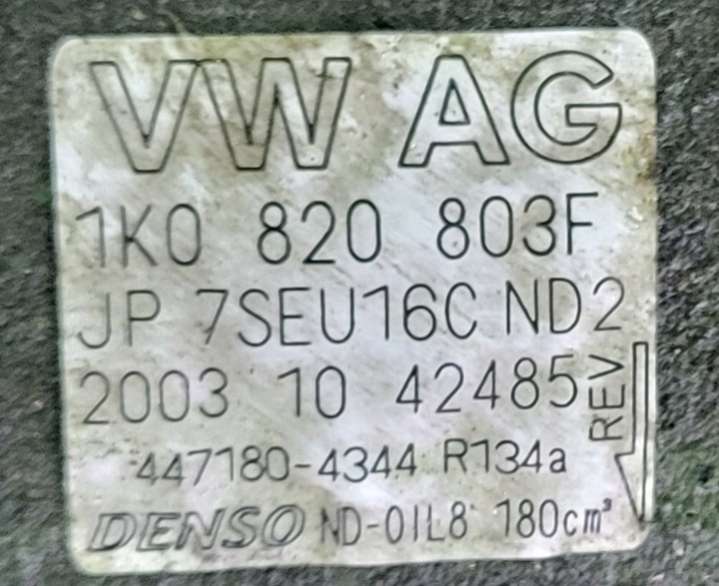 VW AG
1K0 820 803F
JP 7SEU16C ND2
2003 10 42485
REV
447180-4344 R134a
DENSO ND-OIL8 180cm³